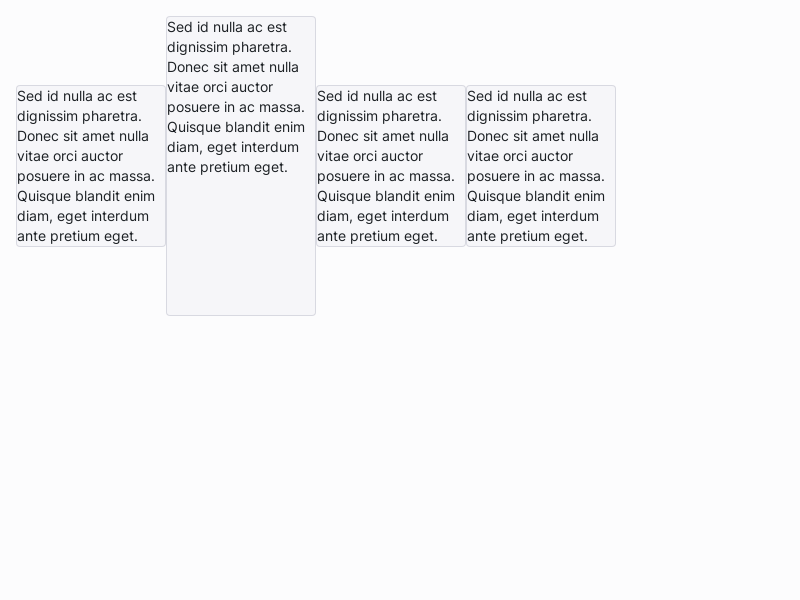 Sed id nulla ac est
dignissim pharetra.
Donec sit amet nulla
vitae orci auctor
posuere in ac massa.
Quisque blandit enim
diam, eget interdum
ante pretium eget.
Sed id nulla ac est
dignissim pharetra.
Donec sit amet nulla
vitae orci auctor
posuere in ac massa.
Quisque blandit enim
diam, eget interdum
ante pretium eget.
Sed id nulla ac est
dignissim pharetra.
Donec sit amet nulla
vitae orci auctor
posuere in ac massa.
Quisque blandit enim
diam, eget interdum
ante pretium eget.
Sed id nulla ac est
dignissim pharetra.
Donec sit amet nulla
vitae orci auctor
posuere in ac massa.
Quisque blandit enim
diam, eget interdum
ante pretium eget.